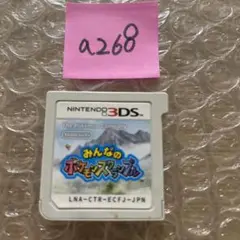 a268
NINTENDO 3DS
みんなの
ポケモンスクランブル
LNA-CTR-ECFJ-JPN